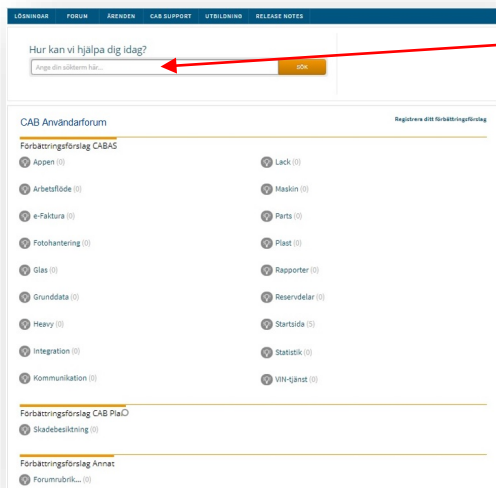 LÖSNINGAR FORUM ÄRENDEN CAB SUPPORT UTBILDNING RELEASE NOTES
Hur kan vi hjälpa dig idag?
Ange din sökterm här... SÖK
CAB Användarforum Registrera ditt förbättringsförslag
Förbättringsförslag CABAS
Appen (0) Lack (0)
Arbetsflöde (0) Maskin (0)
e-Faktura (0) Parts (0)
Fotohantering (0) Plast (0)
Glas (0) Rapporter (0)
Grunddata (0) Reservdelar (0)
Heavy (0) Startsida (5)
Integration (0) Statistik (0)
Kommunikation (0) VIN-tjänst (0)
Förbättringsförslag CAB Pla
Skadebesiktning (0)
Förbättringsförslag Annat
Forumrubrik... (0)